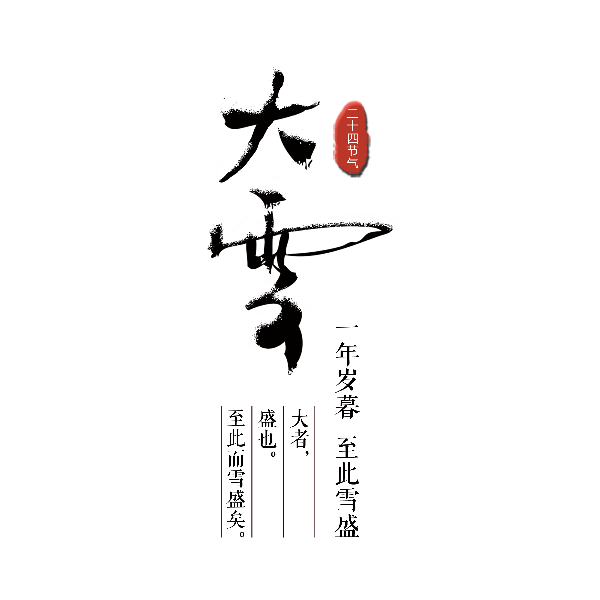 大雪
二十四节气
一年岁暮 至此雪盛
大者，
盛也。
至此而雪盛矣。